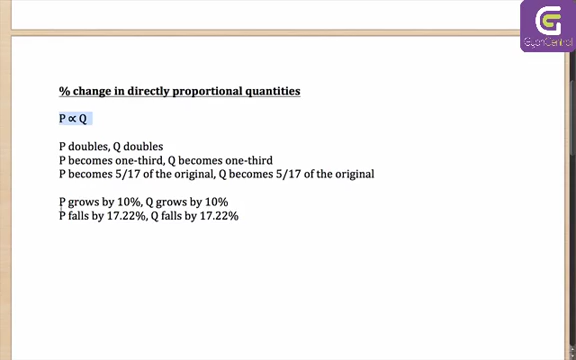 GyanCentral
% change in directly proportional quantities
P ∝ Q
P doubles, Q doubles
P becomes one-third, Q becomes one-third
P becomes 5/17 of the original, Q becomes 5/17 of the original
P grows by 10%, Q grows by 10%
P falls by 17.22%, Q falls by 17.22%